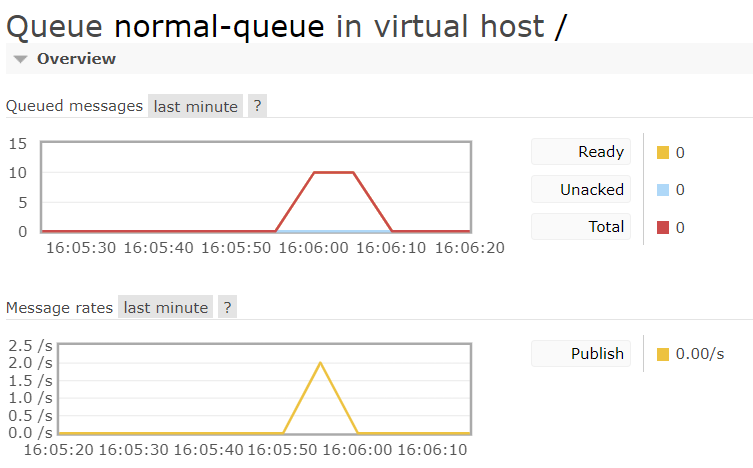 Queue normal-queue in virtual host /
Overview
Queued messages last minute ?
15
10
5
0
16:05:30 16:05:40 16:05:50 16:06:00 16:06:10 16:06:20
Ready 0
Unacked 0
Total 0
Message rates last minute ?
2.5 /s
2.0 /s
1.5 /s
1.0 /s
0.5 /s
0.0 /s
16:05:20 16:05:30 16:05:40 16:05:50 16:06:00 16:06:10
Publish 0.00/s